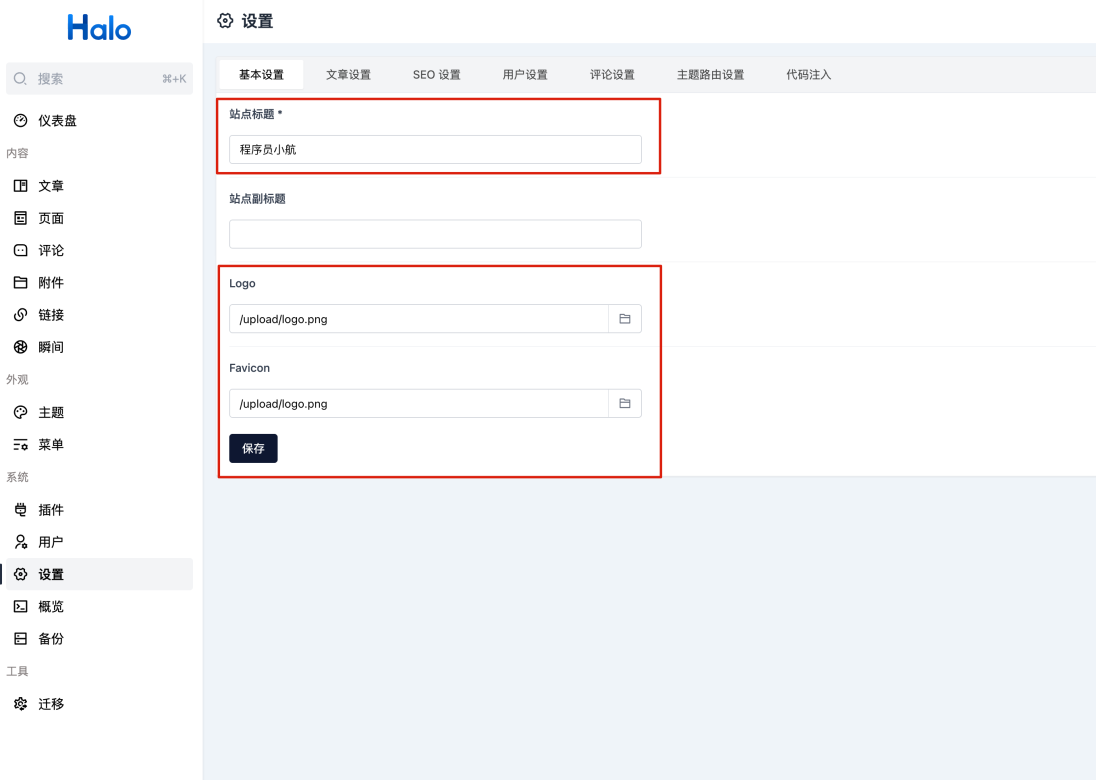 Halo
搜索 ⌘+K
仪表盘
内容
文章
页面
评论
附件
链接
瞬间
外观
主题
菜单
系统
插件
用户
设置
概览
备份
工具
迁移
设置
基本设置 文章设置 SEO 设置 用户设置 评论设置 主题路由设置 代码注入
站点标题 *
程序员小航
站点副标题
Logo
/upload/logo.png
Favicon
/upload/logo.png
保存